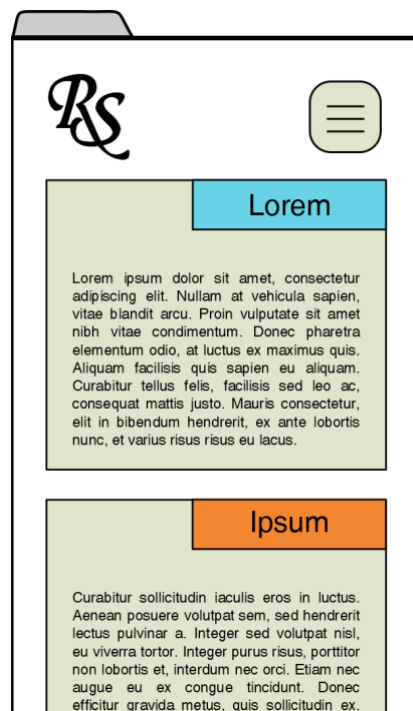 RS
Lorem
Lorem ipsum dolor sit amet, consectetur
adipiscing elit. Nullam at vehicula sapien,
vitae blandit arcu. Proin vulputate sit amet
nibh vitae condimentum. Donec pharetra
elementum odio, at luctus ex maximus quis.
Aliquam facilisis quis sapien eu aliquam.
Curabitur tellus felis, facilisis sed leo ac,
consequat mattis justo. Mauris consectetur,
elit in bibendum hendrerit, ex ante lobortis
nunc, et varius risus risus eu lacus.
Ipsum
Curabitur sollicitudin iaculis eros in luctus.
Aenean posuere volutpat sem, sed hendrerit
lectus pulvinar a. Integer sed volutpat nisl,
eu viverra tortor. Integer purus risus, porttitor
non lobortis et, interdum nec orci. Etiam nec
augue eu ex congue tincidunt. Donec
efficitur gravida metus, quis sollicitudin ex.